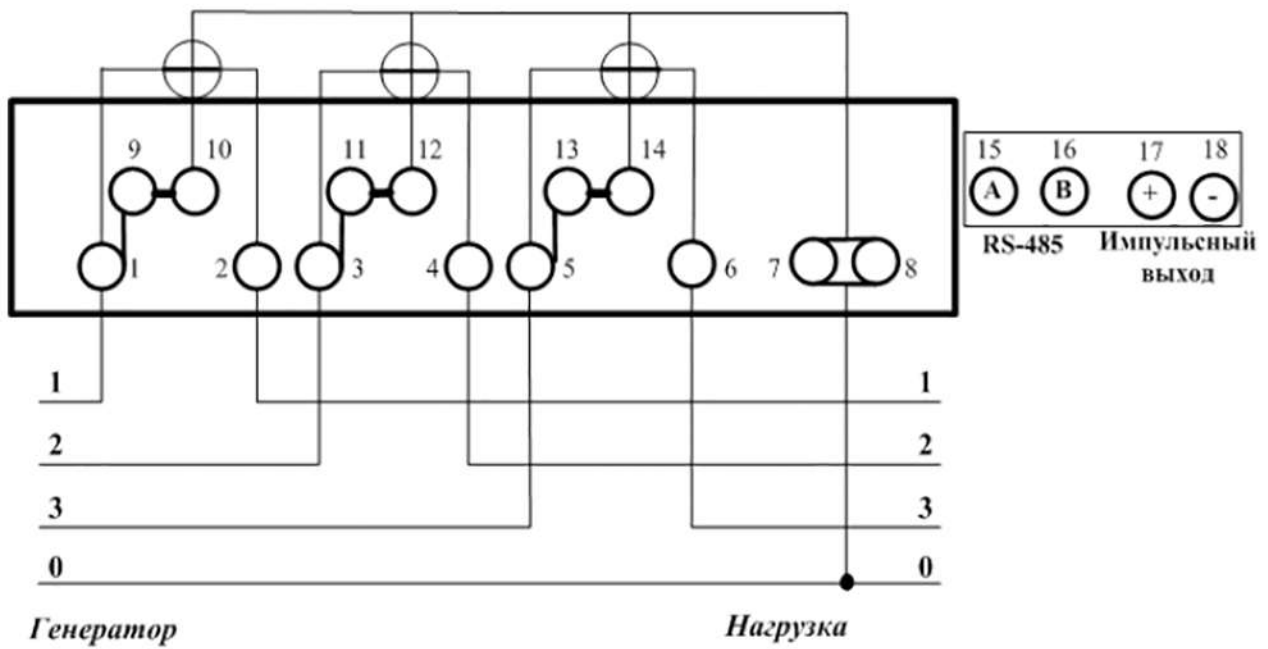 9 10 11 12 13 14
15 16 17 18
A B + -
RS-485 Импульсный
выход
1 2 3 4 5 6 7 8
1 1
2 2
3 3
0 0
Генератор Нагрузка